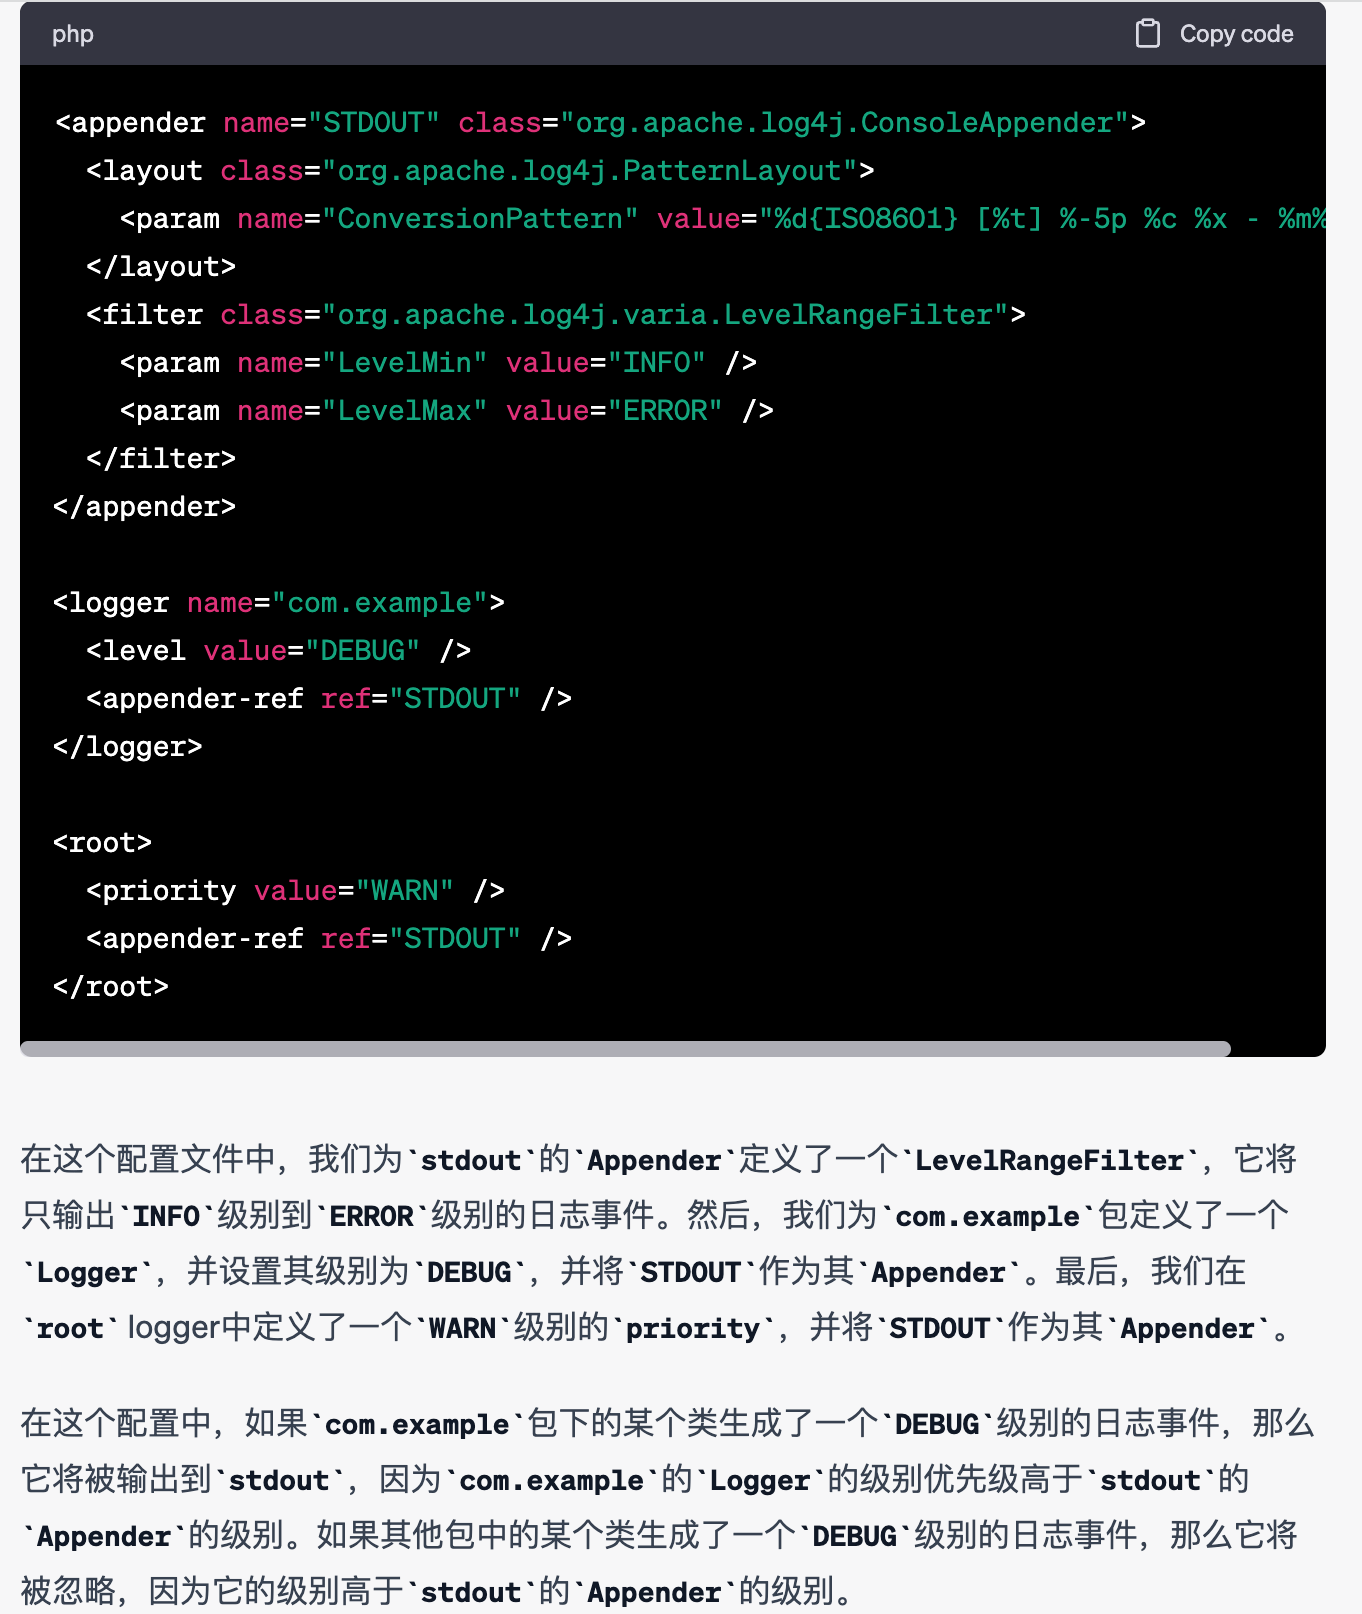 php
Copy code
<appender name="STDOUT" class="org.apache.log4j.ConsoleAppender">
<layout class="org.apache.log4j.PatternLayout">
<param name="ConversionPattern" value="%d{ISO8601} [%t] %-5p %c %x - %m%
</layout>
<filter class="org.apache.log4j.varia.LevelRangeFilter">
<param name="LevelMin" value="INFO" />
<param name="LevelMax" value="ERROR" />
</filter>
</appender>
<logger name="com.example">
<level value="DEBUG" />
<appender-ref ref="STDOUT" />
</logger>
<root>
<priority value="WARN" />
<appender-ref ref="STDOUT" />
</root>
在这个配置文件中，我们为`stdout`的`Appender`定义了一个`LevelRangeFilter`，它将
只输出`INFO`级别到`ERROR`级别的日志事件。然后，我们为`com.example`包定义了一个
`Logger`，并设置其级别为`DEBUG`，并将`STDOUT`作为其`Appender`。最后，我们在
`root` logger中定义了一个`WARN`级别的`priority`，并将`STDOUT`作为其`Appender`。
在这个配置中，如果`com.example`包下的某个类生成了一个`DEBUG`级别的日志事件，那么
它将被输出到`stdout`，因为`com.example`的`Logger`的级别优先级高于`stdout`的
`Appender`的级别。如果其他包中的某个类生成了一个`DEBUG`级别的日志事件，那么它将
被忽略，因为它的级别高于`stdout`的`Appender`的级别。